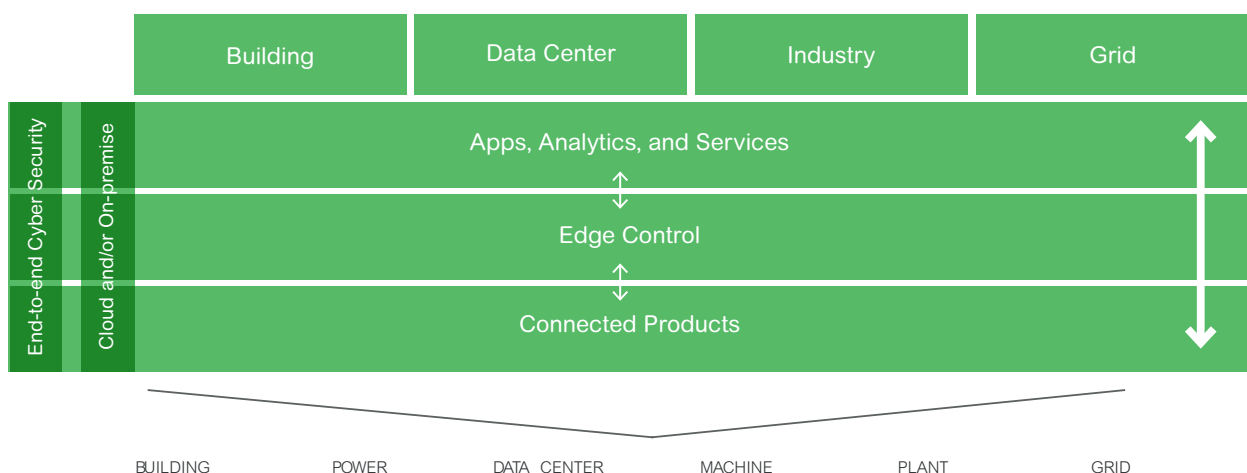 Building
Data Center
Industry
Grid
End-to-end Cyber Security
Cloud and/or On-premise
Apps, Analytics, and Services
Edge Control
Connected Products
BUILDING
POWER
DATA CENTER
MACHINE
PLANT
GRID